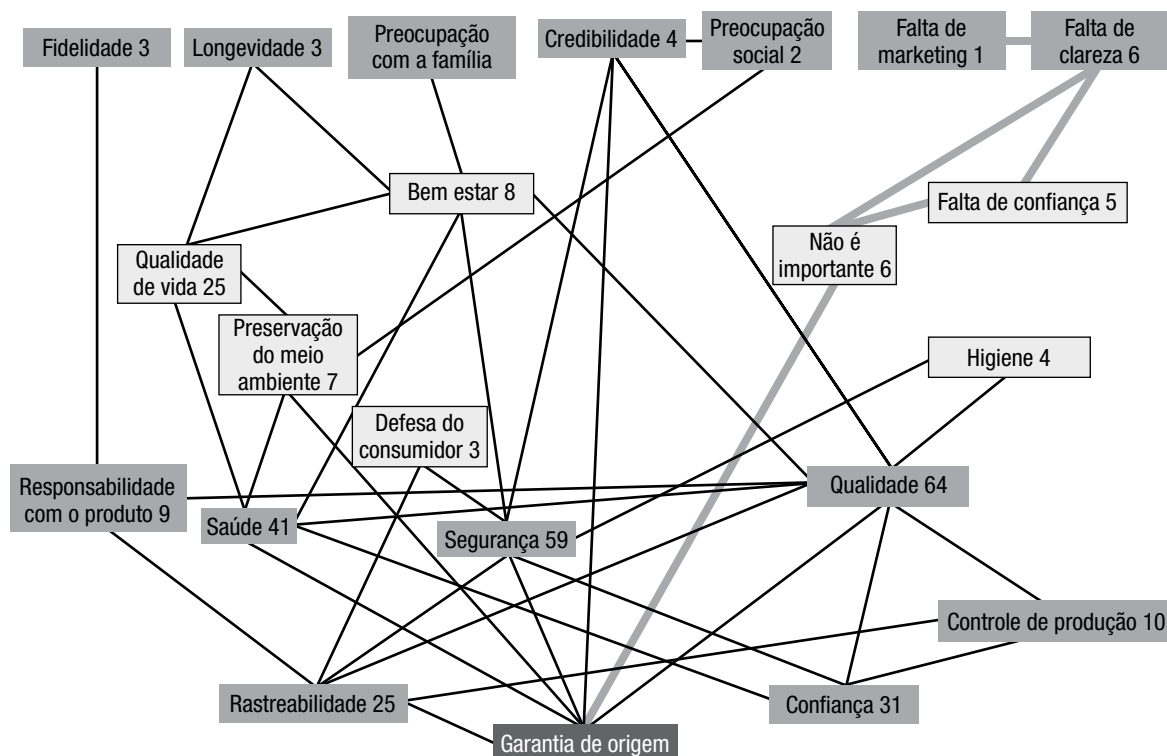 Fidelidade 3
Longevidade 3
Preocupação
com a família
Credibilidade 4
Preocupação
social 2
Falta de
marketing 1
Falta de
clareza 6
Bem estar 8
Falta de confiança 5
Não é
importante 6
Qualidade
de vida 25
Preservação
do meio
ambiente 7
Higiene 4
Defesa do
consumidor 3
Responsabilidade
com o produto 9
Saúde 41
Segurança 59
Qualidade 64
Controle de produção 10
Rastreabilidade 25
Confiança 31
Garantia de origem